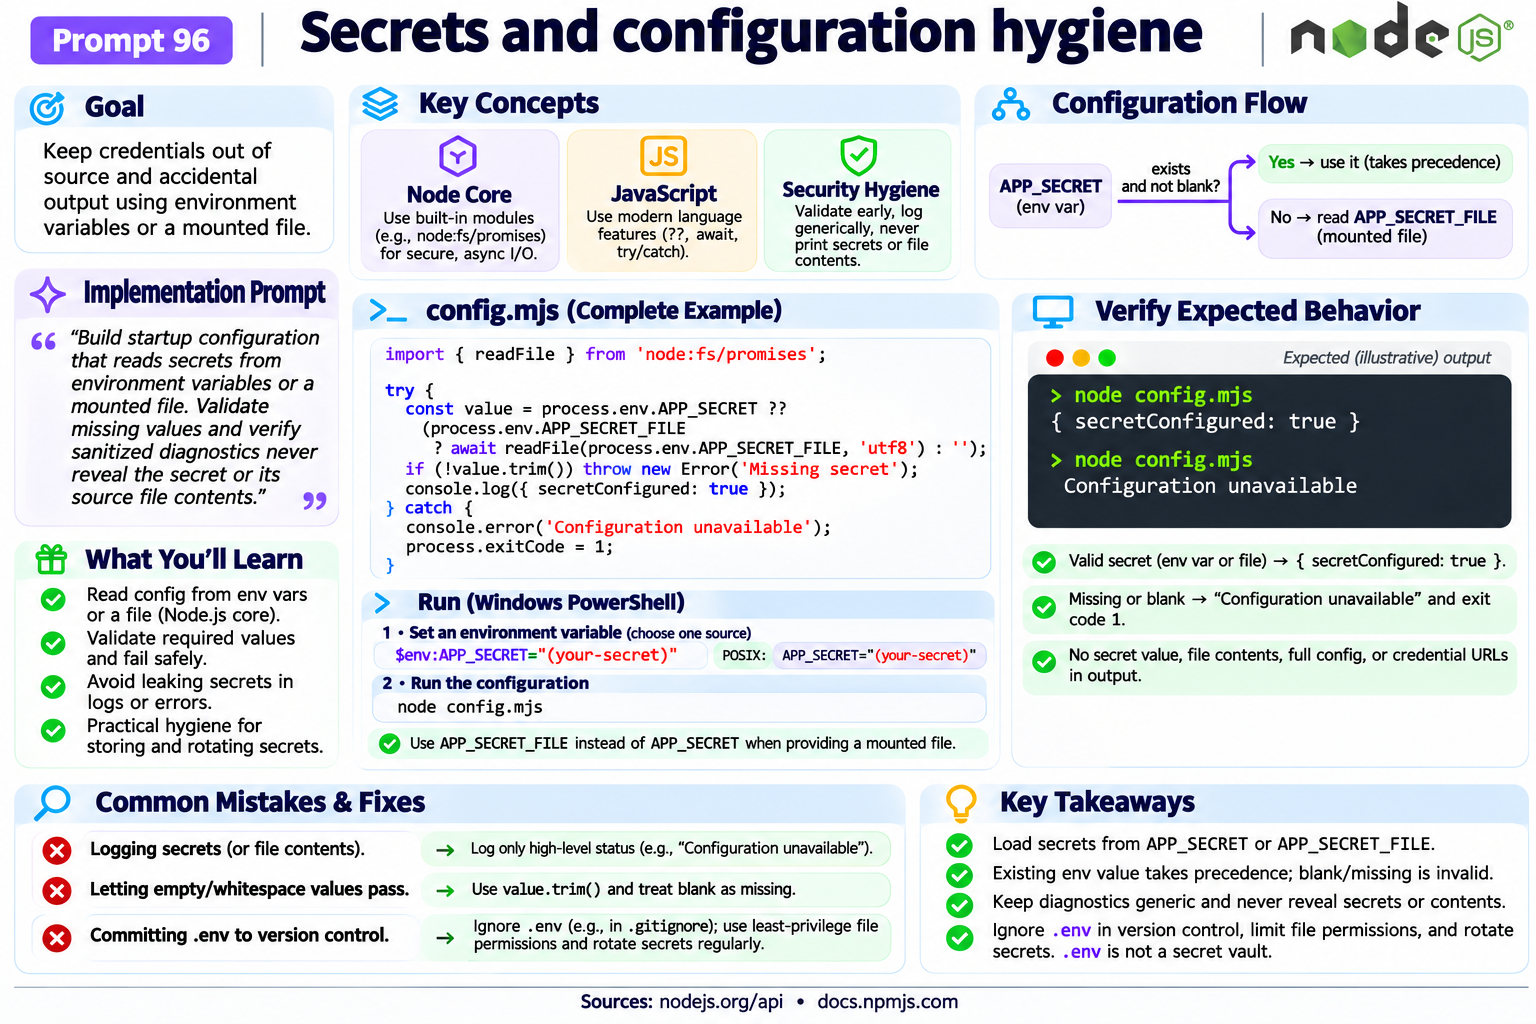 Prompt 96
Secrets and configuration hygiene
node JS ®
Goal
Keep credentials out of
source and accidental
output using environment
variables or a mounted file.
Key Concepts
Node Core
Use built-in modules
(e.g., node:fs/promises)
for secure, async I/O.
JS
JavaScript
Use modern language
features (??, await,
try/catch).
Security Hygiene
Validate early, log
generically, never
print secrets or file
contents.
Configuration Flow
APP_SECRET
(env var)
exists
and not blank?
Yes → use it (takes precedence)
No → read APP_SECRET_FILE
(mounted file)
Implementation Prompt
“
“Build startup configuration
that reads secrets from
environment variables or a
mounted file. Validate
missing values and verify
sanitized diagnostics never
reveal the secret or its
source file contents.”
”
What You’ll Learn
Read config from env vars
or a file (Node.js core).
Validate required values
and fail safely.
Avoid leaking secrets in
logs or errors.
Practical hygiene for
storing and rotating secrets.
>_ config.mjs (Complete Example)
import { readFile } from 'node:fs/promises';
try {
const value = process.env.APP_SECRET ??
(process.env.APP_SECRET_FILE
? await readFile(process.env.APP_SECRET_FILE, 'utf8') : '');
if (!value.trim()) throw new Error('Missing secret');
console.log({ secretConfigured: true });
} catch {
console.error('Configuration unavailable');
process.exitCode = 1;
}
> Run (Windows PowerShell)
1 • Set an environment variable (choose one source)
$env:APP_SECRET="(your-secret)"
POSIX: APP_SECRET="(your-secret)"
2 • Run the configuration
node config.mjs
Use APP_SECRET_FILE instead of APP_SECRET when providing a mounted file.
Verify Expected Behavior
Expected (illustrative) output
> node config.mjs
{ secretConfigured: true }
> node config.mjs
Configuration unavailable
Valid secret (env var or file) → { secretConfigured: true }.
Missing or blank → “Configuration unavailable” and exit
code 1.
No secret value, file contents, full config, or credential URLs
in output.
Common Mistakes & Fixes
Logging secrets (or file contents).
→ Log only high-level status (e.g., “Configuration unavailable”).
Letting empty/whitespace values pass.
→ Use value.trim() and treat blank as missing.
Committing .env to version control.
→ Ignore .env (e.g., in .gitignore); use least-privilege file
permissions and rotate secrets regularly.
Key Takeaways
Load secrets from APP_SECRET or APP_SECRET_FILE.
Existing env value takes precedence; blank/missing is invalid.
Keep diagnostics generic and never reveal secrets or contents.
Ignore .env in version control, limit file permissions, and rotate
secrets. .env is not a secret vault.
Sources: nodejs.org/api • docs.npmjs.com